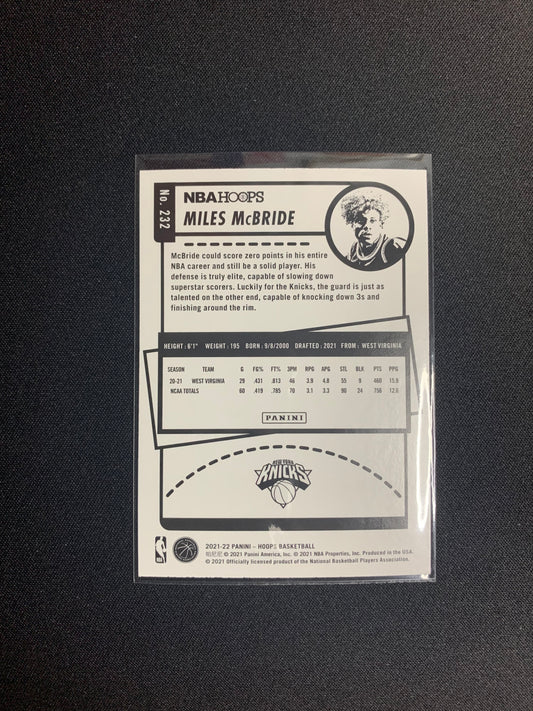 No. 232
NBA HOOPS
MILES McBRIDE
McBride could score zero points in his entire
NBA career and still be a solid player. His
defense is truly elite, capable of slowing down
superstar scorers. Luckily for the Knicks, the guard is just as
talented on the other end, capable of knocking down 3s and
finishing around the rim.
HEIGHT: 6'1" WEIGHT: 195 BORN: 9/8/2000 DRAFTED: 2021 FROM: WEST VIRGINIA
SEASON TEAM G FG% FT% 3PM RPG APG STL BLK PTS PPG
20-21 WEST VIRGINIA 29 .431 .813 46 3.9 4.8 55 9 460 15.9
NCAA TOTALS 60 .419 .785 70 3.1 3.3 90 24 756 12.6
PANINI
NEW YORK
KNICKS
2021-22 PANINI – HOOPS BASKETBALL
© 2021 Panini America, Inc. © 2021 NBA Properties, Inc. Produced in the USA.
© 2021 Officially licensed product of the National Basketball Players Association.